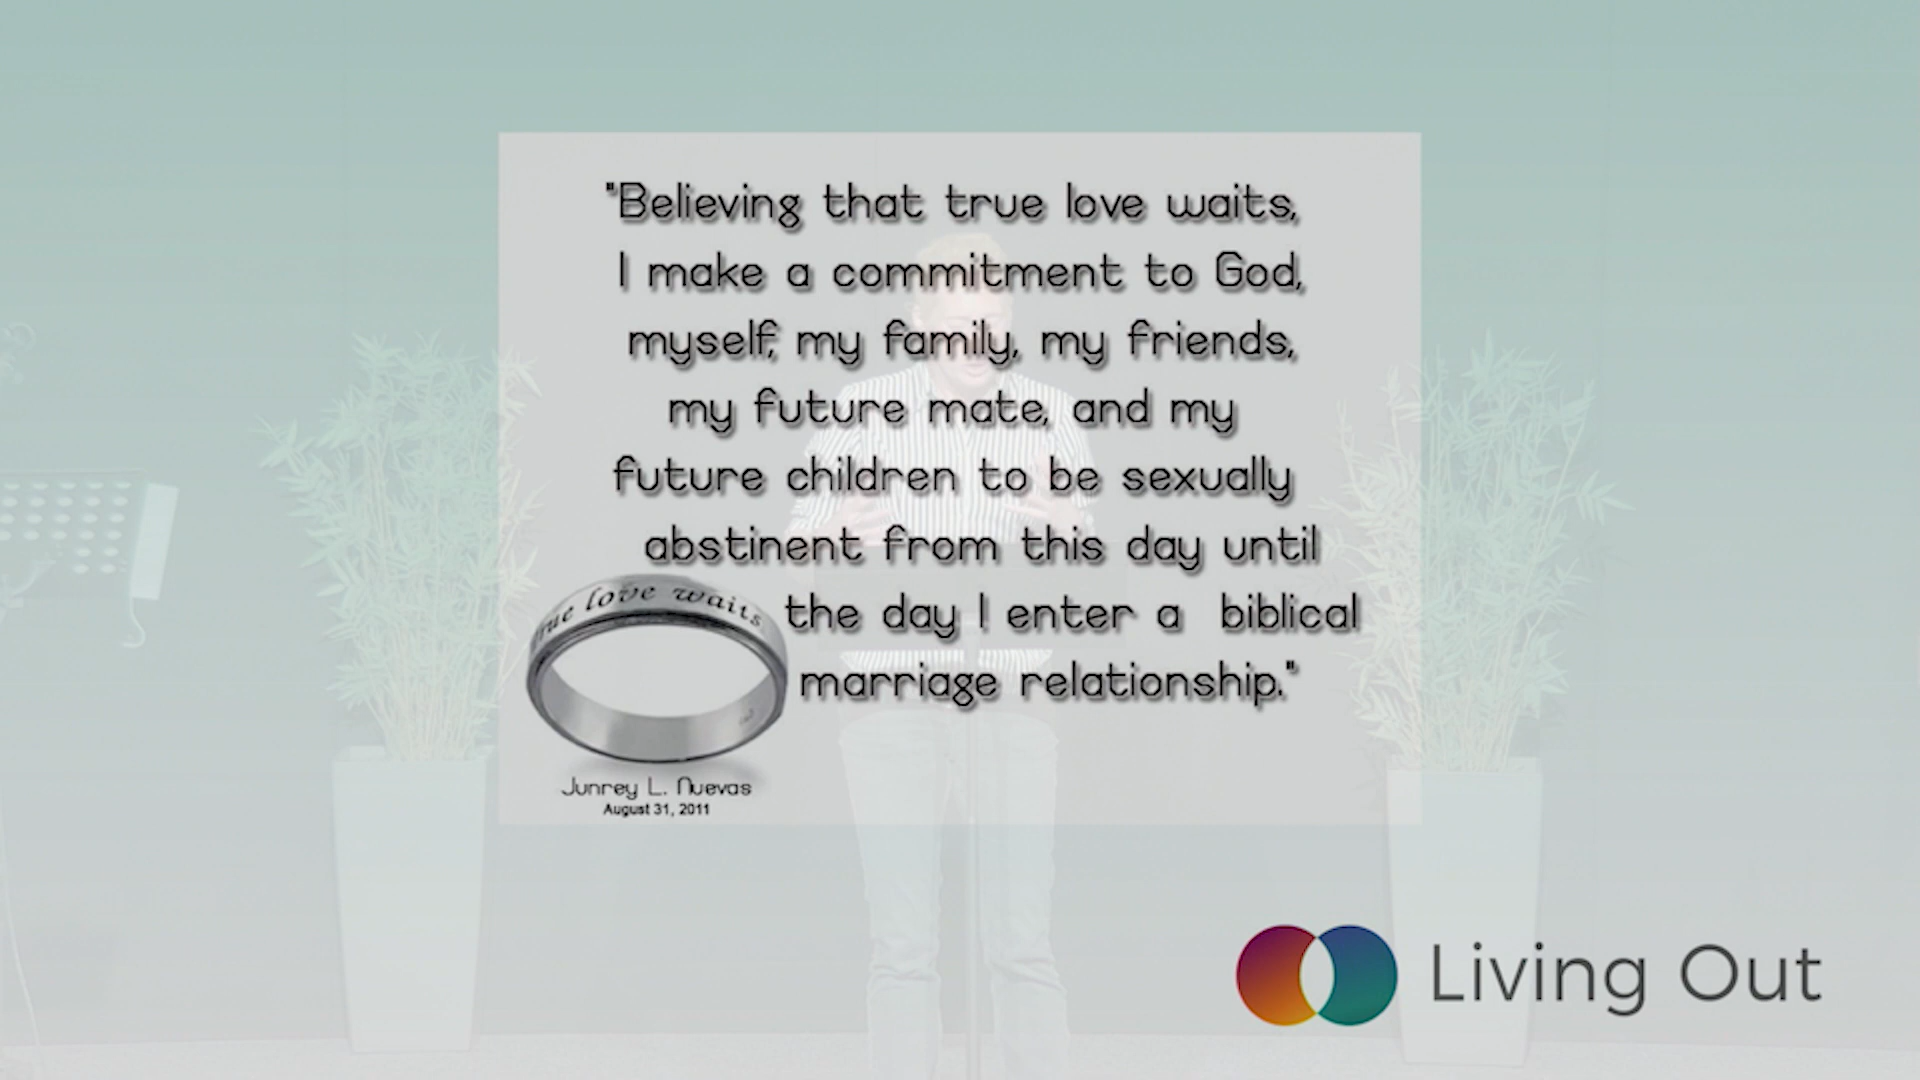 "Believing that true love waits,
I make a commitment to God,
myself, my family, my friends,
my future mate, and my
future children to be sexually
abstinent from this day until
the day I enter a biblical
marriage relationship."
true love waits
Junrey L. Nuevas
August 31, 2011
Living Out